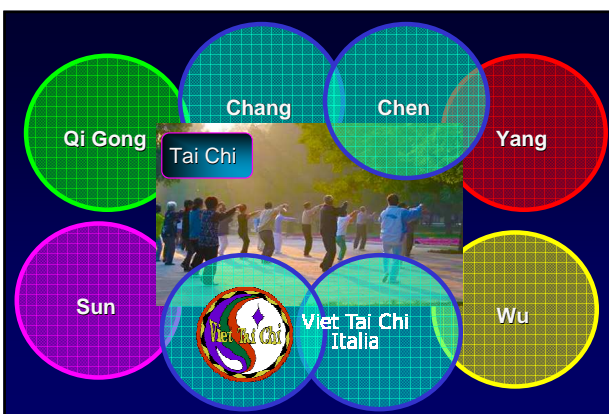 Chang
Chen
Qi Gong
Yang
Tai Chi
Sun
Viet Tai Chi
Viet Tai Chi
Italia
Wu